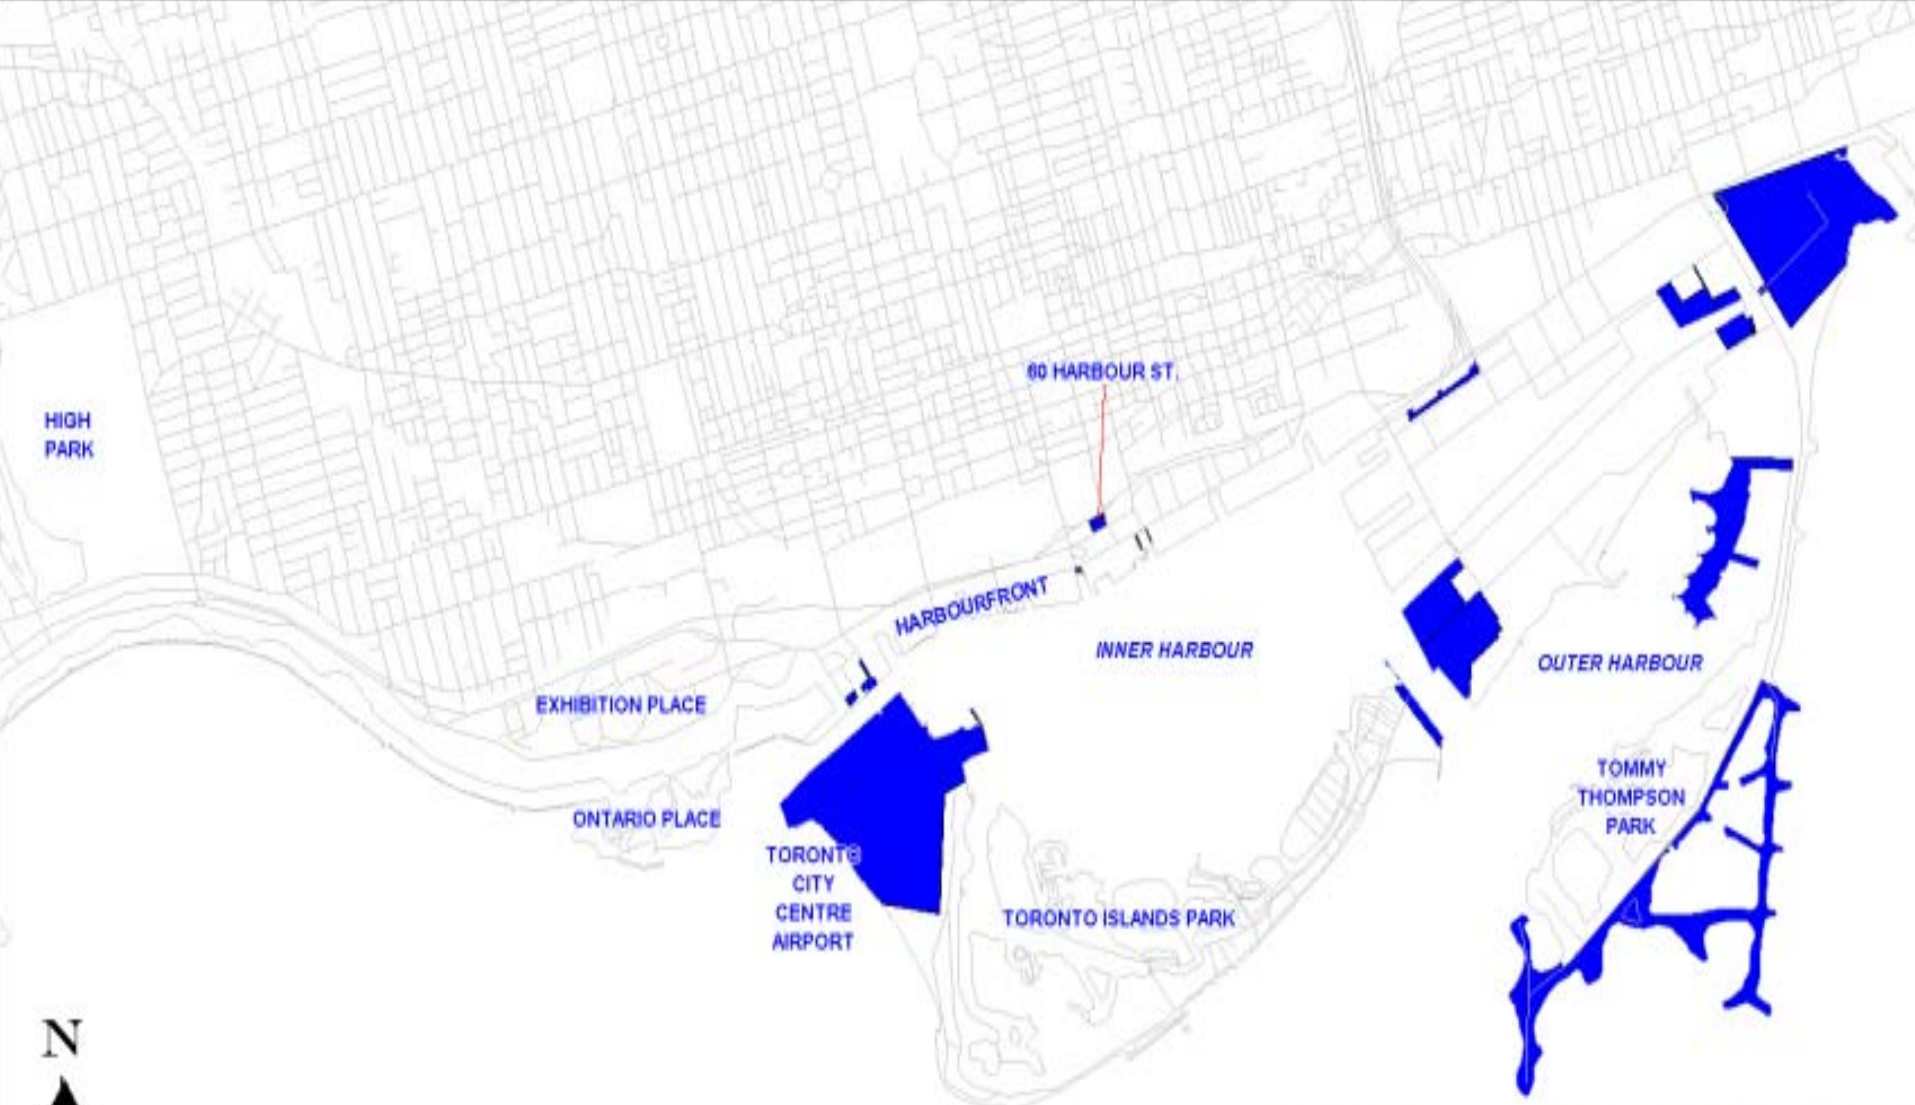 60 HARBOUR ST.
HIGH
PARK
HARBOURFRONT
INNER HARBOUR
OUTER HARBOUR
EXHIBITION PLACE
TOMMY
THOMPSON
PARK
ONTARIO PLACE
TORONTO
CITY
CENTRE
AIRPORT
TORONTO ISLANDS PARK
N